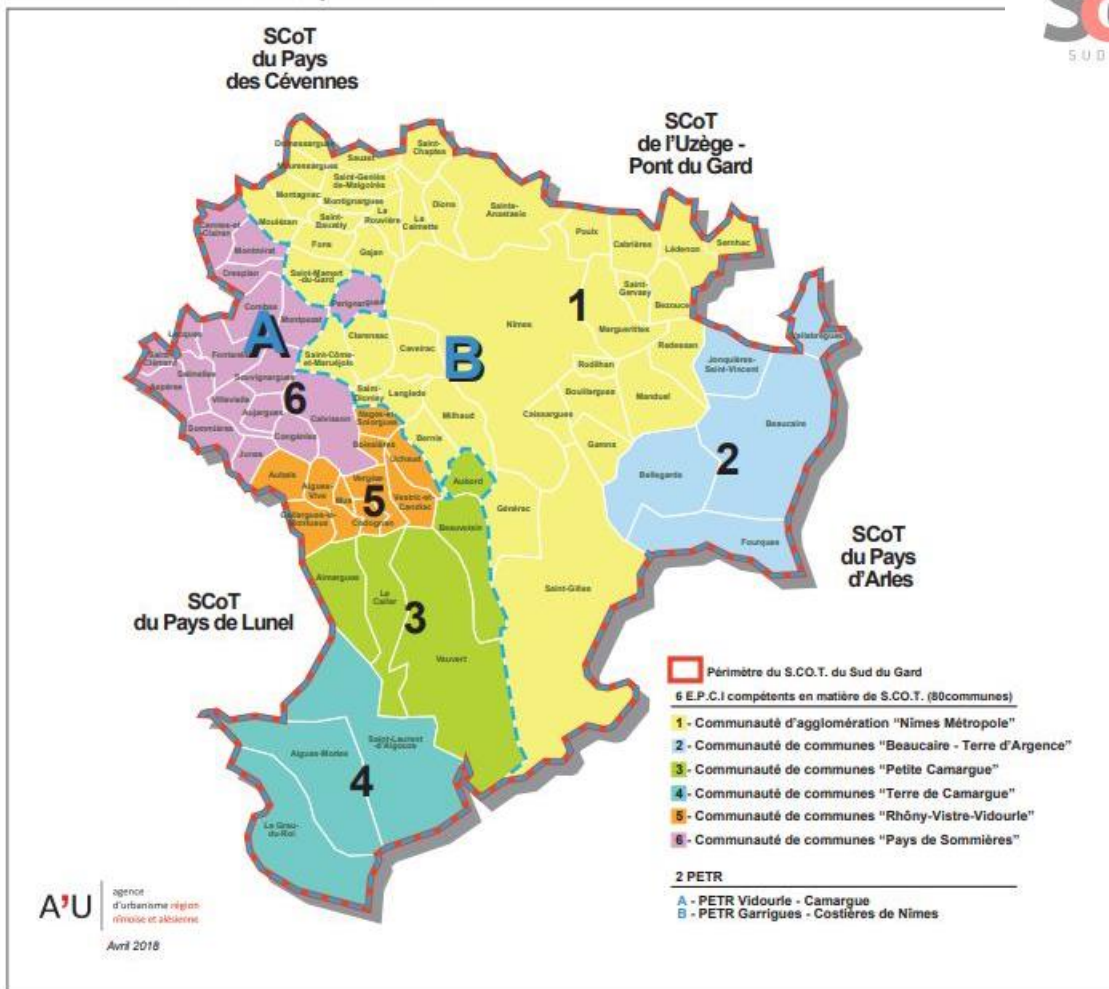 SUD
SCoT
du Pays
des Cévennes
SCoT
de l'Uzège -
Pont du Gard
Domessargues
Mauressargues
Sauzet
Saint-
Chaptes
Saint-Geniès
de-Malgoirès
Montagnac
Montignargues
Dions
Sainte-
Anastasie
La
Rouvière
La
Calmette
Moulézan
Saint-
Bauzély
Fons
Gajan
Poulx
Cabrières
Lédenon
Sernhac
Cannes-et-
Clairan
Montmirat
Crespian
Saint-Mamert
-du-Gard
Parignargues
Saint-
Gervasy
Bezouce
1
Combas
Montpezat
A
Nîmes
Marguerittes
Redessan
Vallabrègues
Clarensac
Caveirac
B
Lecques
Fontanès
Saint-
Clément
Salinelles
Souvignargues
Saint-Côme-
et-Maruéjols
Rodilhan
Jonquières-
Saint-Vincent
Aspères
Villevieille
6
Saint-
Dionisy
Langlade
Bouillargues
Manduel
Aujargues
Calvisson
Nages-et-
Solorgues
Milhaud
Caissargues
Beaucaire
Sommières
Congénies
Boissières
Bernis
Garons
Junas
Uchaud
Bellegarde
2
Aubais
Aigues-
Vives
Vergèze
Mus
5
Vestric-et-
Candiac
Aubord
Générac
Gallargues-le-
Montueux
Codognan
Beauvoisin
Fourques
SCoT
du Pays
d'Arles
Aimargues
Le
Cailar
3
Saint-Gilles
SCoT
du Pays de Lunel
Vauvert
Saint-Laurent
-d'Aigouze
Aigues-Mortes
4
Le Grau-
du-Roi
Périmètre du S.CO.T. du Sud du Gard
6 E.P.C.I compétents en matière de S.CO.T. (80communes)
1 - Communauté d'agglomération "Nîmes Métropole"
2 - Communauté de communes "Beaucaire - Terre d'Argence"
3 - Communauté de communes "Petite Camargue"
4 - Communauté de communes "Terre de Camargue"
5 - Communauté de communes "Rhôny-Vistre-Vidourle"
6 - Communauté de communes "Pays de Sommières"
2 PETR
A - PETR Vidourle - Camargue
B - PETR Garrigues - Costières de Nîmes
A'U
agence
d'urbanisme région
nîmoise et alésienne
Avril 2018